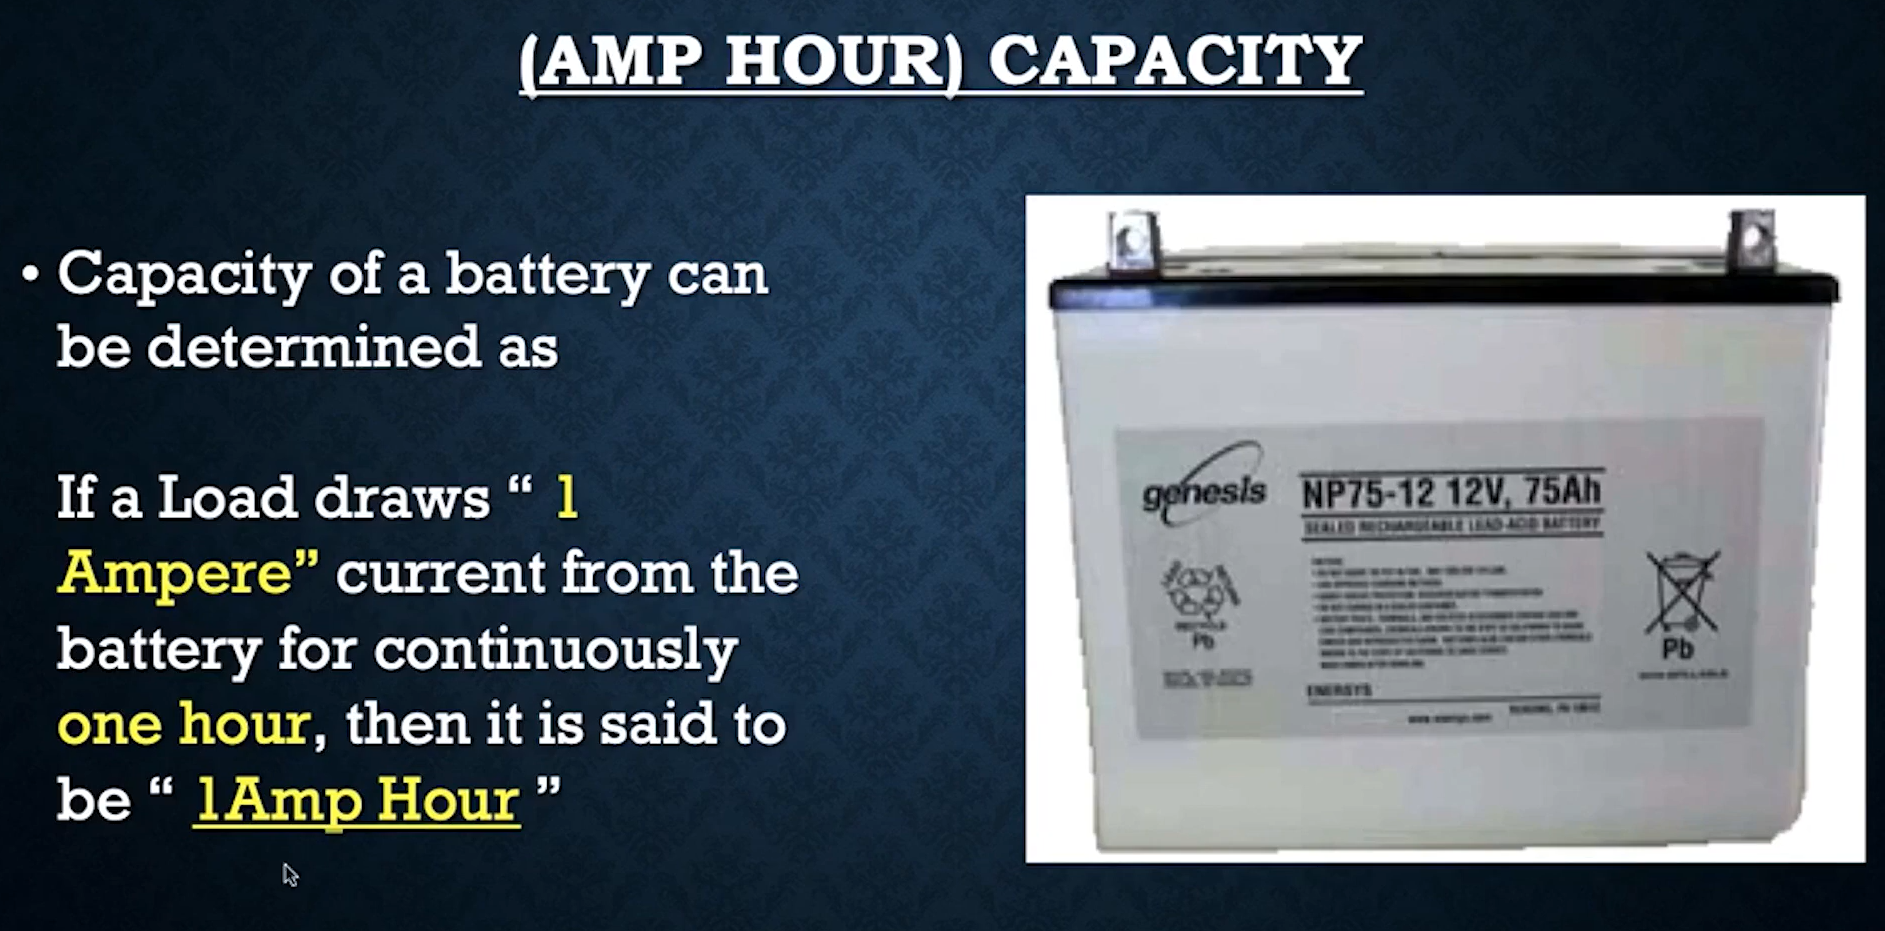 (AMP HOUR) CAPACITY
• Capacity of a battery can
be determined as
If a Load draws “ 1
Ampere” current from the
battery for continuously
one hour, then it is said to
be “ 1Amp Hour ”
genesis
NP75-12 12V, 75Ah
SEALED RECHARGEABLE LEAD-ACID BATTERY
RECYCLE
Pb
Pb
ENERSYS